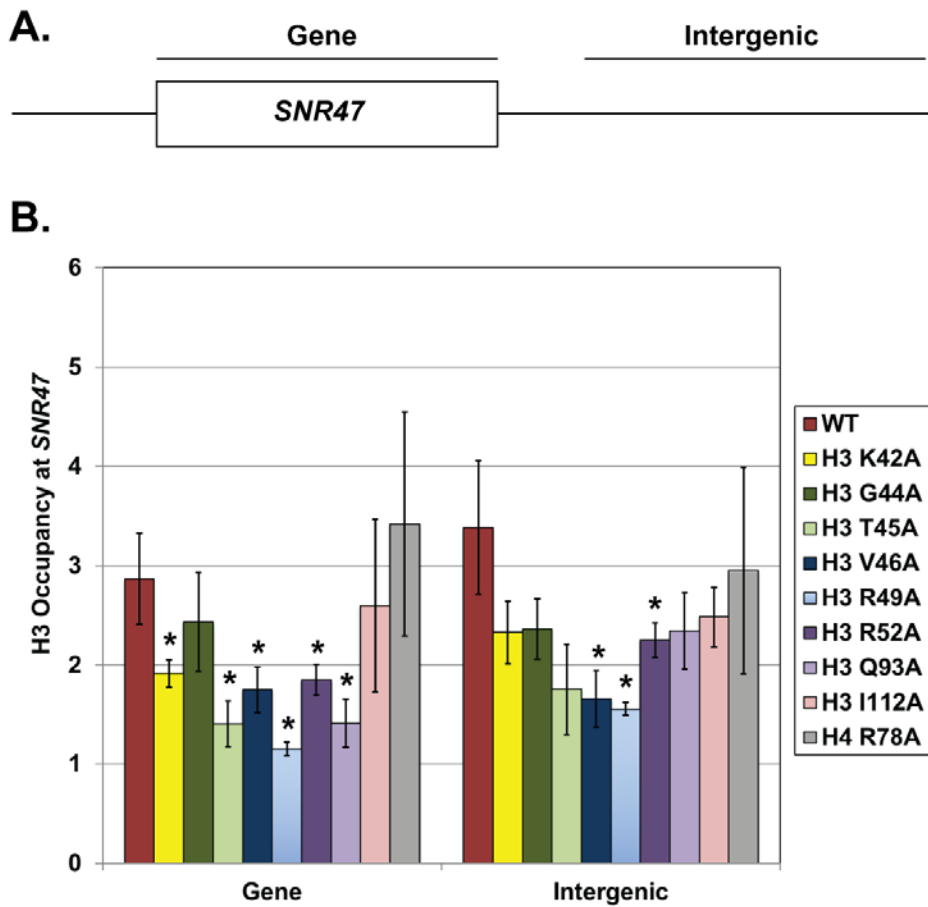 A.
Gene Intergenic
SNR47
B.
H3 Occupancy at SNR47
6
5
4
3
2
1
0
* * * * * *
* * *
Gene Intergenic
WT
H3 K42A
H3 G44A
H3 T45A
H3 V46A
H3 R49A
H3 R52A
H3 Q93A
H3 I112A
H4 R78A